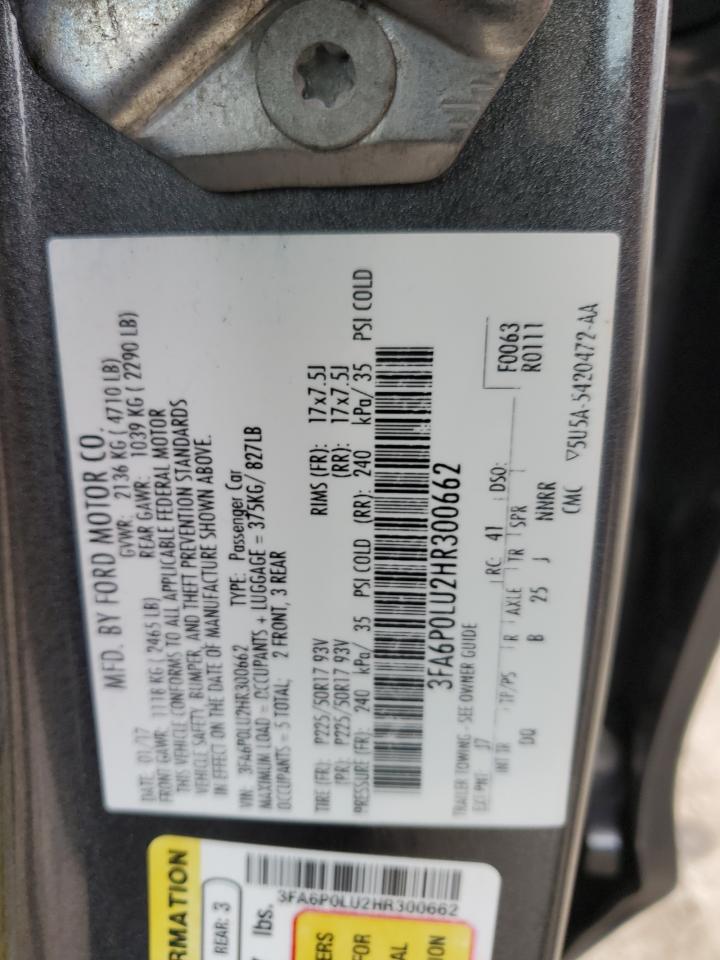 MFD. BY FORD MOTOR CO.
DATE: 01/17 GVWR: 2136 KG ( 4710 LB)
FRONT GAWR: 1118 KG ( 2465 LB) REAR GAWR: 1039 KG ( 2290 LB)
THIS VEHICLE CONFORMS TO ALL APPLICABLE FEDERAL MOTOR
VEHICLE SAFETY, BUMPER, AND THEFT PREVENTION STANDARDS
IN EFFECT ON THE DATE OF MANUFACTURE SHOWN ABOVE.
VIN: 3FA6P0LU2HR300662 TYPE: Passenger Car
MAXIMUM LOAD = OCCUPANTS + LUGGAGE = 375KG/ 827LB
OCCUPANTS = 5 TOTAL; 2 FRONT, 3 REAR
TIRE (FR): P225/50R17 93V RIMS (FR): 17x7.5J
(RR): P225/50R17 93V (RR): 17x7.5J
PRESSURE (FR): 240 kPa/ 35 PSI COLD (RR): 240 kPa/ 35 PSI COLD
3FA6P0LU2HR300662
TRAILER TOWING - SEE OWNER GUIDE
EXT PNT: J7 RC: 41 DSO: F0063
R0111
INT TR TP/PS R AXLE TR SPR
DQ B 25 J NNRR
CMC
▽5U5A-5420472-AA
RMATION
REAR: 3
lbs.
3FA6P0LU2HR300662
ERS
FOR
AL
ION